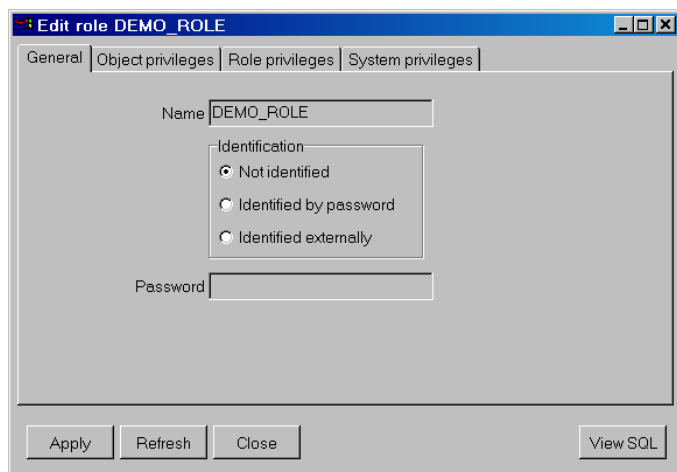 Edit role DEMO_ROLE
General Object privileges Role privileges System privileges
Name DEMO_ROLE
Identification
Not identified
Identified by password
Identified externally
Password
Apply Refresh Close View SQL